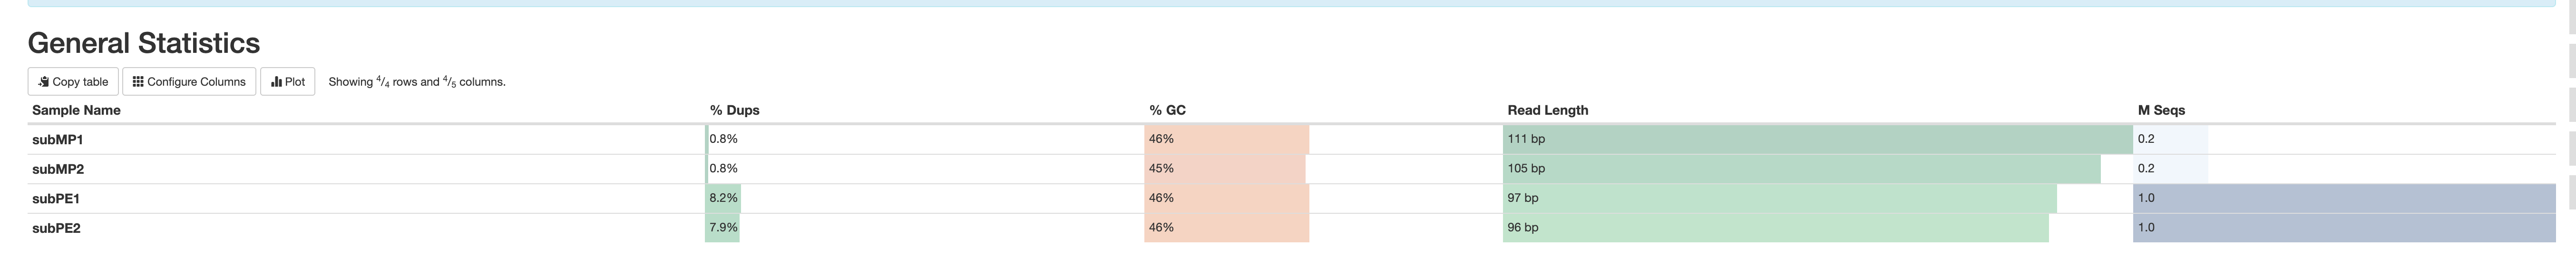 General Statistics
Copy table Configure Columns Plot Showing 4/4 rows and 4/5 columns.
Sample Name % Dups % GC Read Length M Seqs
subMP1 0.8% 46% 111 bp 0.2
subMP2 0.8% 45% 105 bp 0.2
subPE1 8.2% 46% 97 bp 1.0
subPE2 7.9% 46% 96 bp 1.0